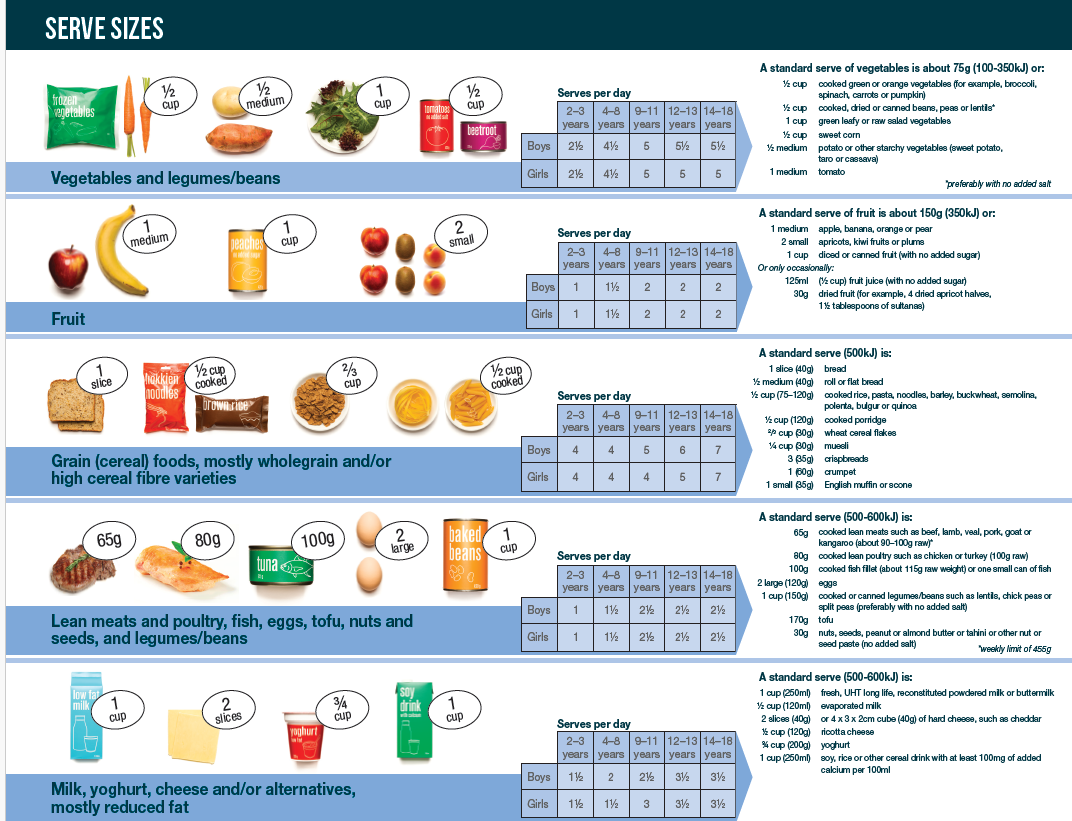 SERVE SIZES
frozen
vegetables
½
cup
½
medium
1
cup
tomatoes
no added salt
beetroot
½
cup
Vegetables and legumes/beans
Serves per day
2–3 years 4–8 years 9–11 years 12–13 years 14–18 years
Boys 2½ 4½ 5 5½ 5½
Girls 2½ 4½ 5 5 5
A standard serve of vegetables is about 75g (100-350kJ) or:
½ cup cooked green or orange vegetables (for example, broccoli,
spinach, carrots or pumpkin)
½ cup cooked, dried or canned beans, peas or lentils*
1 cup green leafy or raw salad vegetables
½ cup sweet corn
½ medium potato or other starchy vegetables (sweet potato,
taro or cassava)
1 medium tomato
*preferably with no added salt
1
medium
peaches
no added sugar
1
cup
2
small
Fruit
Serves per day
2–3 years 4–8 years 9–11 years 12–13 years 14–18 years
Boys 1 1½ 2 2 2
Girls 1 1½ 2 2 2
A standard serve of fruit is about 150g (350kJ) or:
1 medium apple, banana, orange or pear
2 small apricots, kiwi fruits or plums
1 cup diced or canned fruit (with no added sugar)
Or only occasionally:
125ml (½ cup) fruit juice (with no added sugar)
30g dried fruit (for example, 4 dried apricot halves,
1½ tablespoons of sultanas)
1
slice
hokkien
noodles
½ cup
cooked
brown rice
⅔
cup
½ cup
cooked
Grain (cereal) foods, mostly wholegrain and/or
high cereal fibre varieties
Serves per day
2–3 years 4–8 years 9–11 years 12–13 years 14–18 years
Boys 4 4 5 6 7
Girls 4 4 4 5 7
A standard serve (500kJ) is:
1 slice (40g) bread
½ medium (40g) roll or flat bread
½ cup (75–120g) cooked rice, pasta, noodles, barley, buckwheat, semolina,
polenta, bulgur or quinoa
½ cup (120g) cooked porridge
²/³ cup (30g) wheat cereal flakes
¼ cup (30g) muesli
3 (35g) crispbreads
1 (60g) crumpet
1 small (35g) English muffin or scone
65g
80g
tuna
100g
2
large
baked
beans
1
cup
Lean meats and poultry, fish, eggs, tofu, nuts and
seeds, and legumes/beans
Serves per day
2–3 years 4–8 years 9–11 years 12–13 years 14–18 years
Boys 1 1½ 2½ 2½ 2½
Girls 1 1½ 2½ 2½ 2½
A standard serve (500-600kJ) is:
65g cooked lean meats such as beef, lamb, veal, pork, goat or
kangaroo (about 90–100g raw)*
80g cooked lean poultry such as chicken or turkey (100g raw)
100g cooked fish fillet (about 115g raw weight) or one small can of fish
2 large (120g) eggs
1 cup (150g) cooked or canned legumes/beans such as lentils, chick peas or
split peas (preferably with no added salt)
170g tofu
30g nuts, seeds, peanut or almond butter or tahini or other nut or
seed paste (no added salt)
*weekly limit of 455g
low fat
milk
1
cup
2
slices
yoghurt
low fat
¾
cup
soy
drink
1
cup
Milk, yoghurt, cheese and/or alternatives,
mostly reduced fat
Serves per day
2–3 years 4–8 years 9–11 years 12–13 years 14–18 years
Boys 1½ 2 2½ 3½ 3½
Girls 1½ 1½ 3 3½ 3½
A standard serve (500-600kJ) is:
1 cup (250ml) fresh, UHT long life, reconstituted powdered milk or buttermilk
½ cup (120ml) evaporated milk
2 slices (40g) or 4 x 3 x 2cm cube (40g) of hard cheese, such as cheddar
½ cup (120g) ricotta cheese
¾ cup (200g) yoghurt
1 cup (250ml) soy, rice or other cereal drink with at least 100mg of added
calcium per 100ml